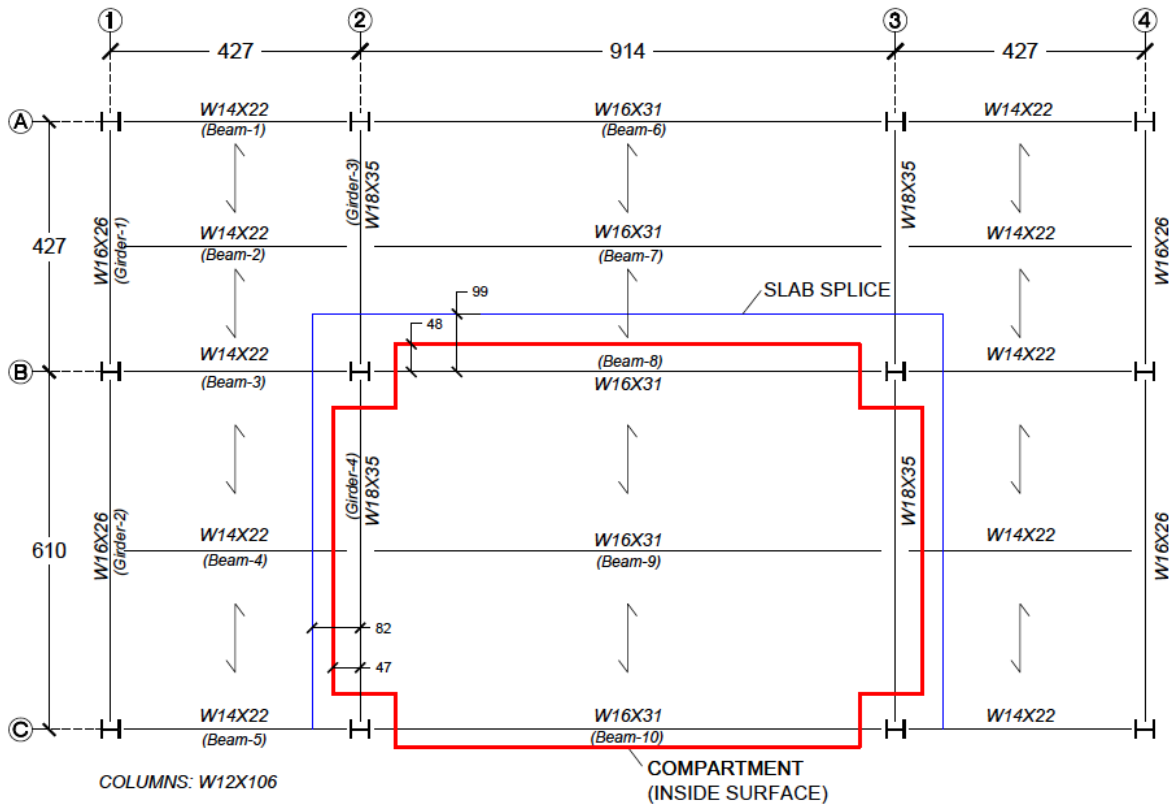 1 2 3 4
427 914 427
A
W14X22 W16X31 W14X22
(Beam-1) (Beam-6)
W16X26
(Girder-1)
(Girder-3)
W18X35
W18X35
W16X26
427
W14X22 W16X31 W14X22
(Beam-2) (Beam-7)
99
SLAB SPLICE
48
W14X22 (Beam-8) W14X22
B
(Beam-3) W16X31
W16X26
(Girder-2)
(Girder-4)
W18X35
W18X35
W16X26
610
W14X22 W16X31 W14X22
(Beam-4) (Beam-9)
82
47
W14X22 W16X31 W14X22
C
(Beam-5) (Beam-10)
COLUMNS: W12X106
COMPARTMENT
(INSIDE SURFACE)